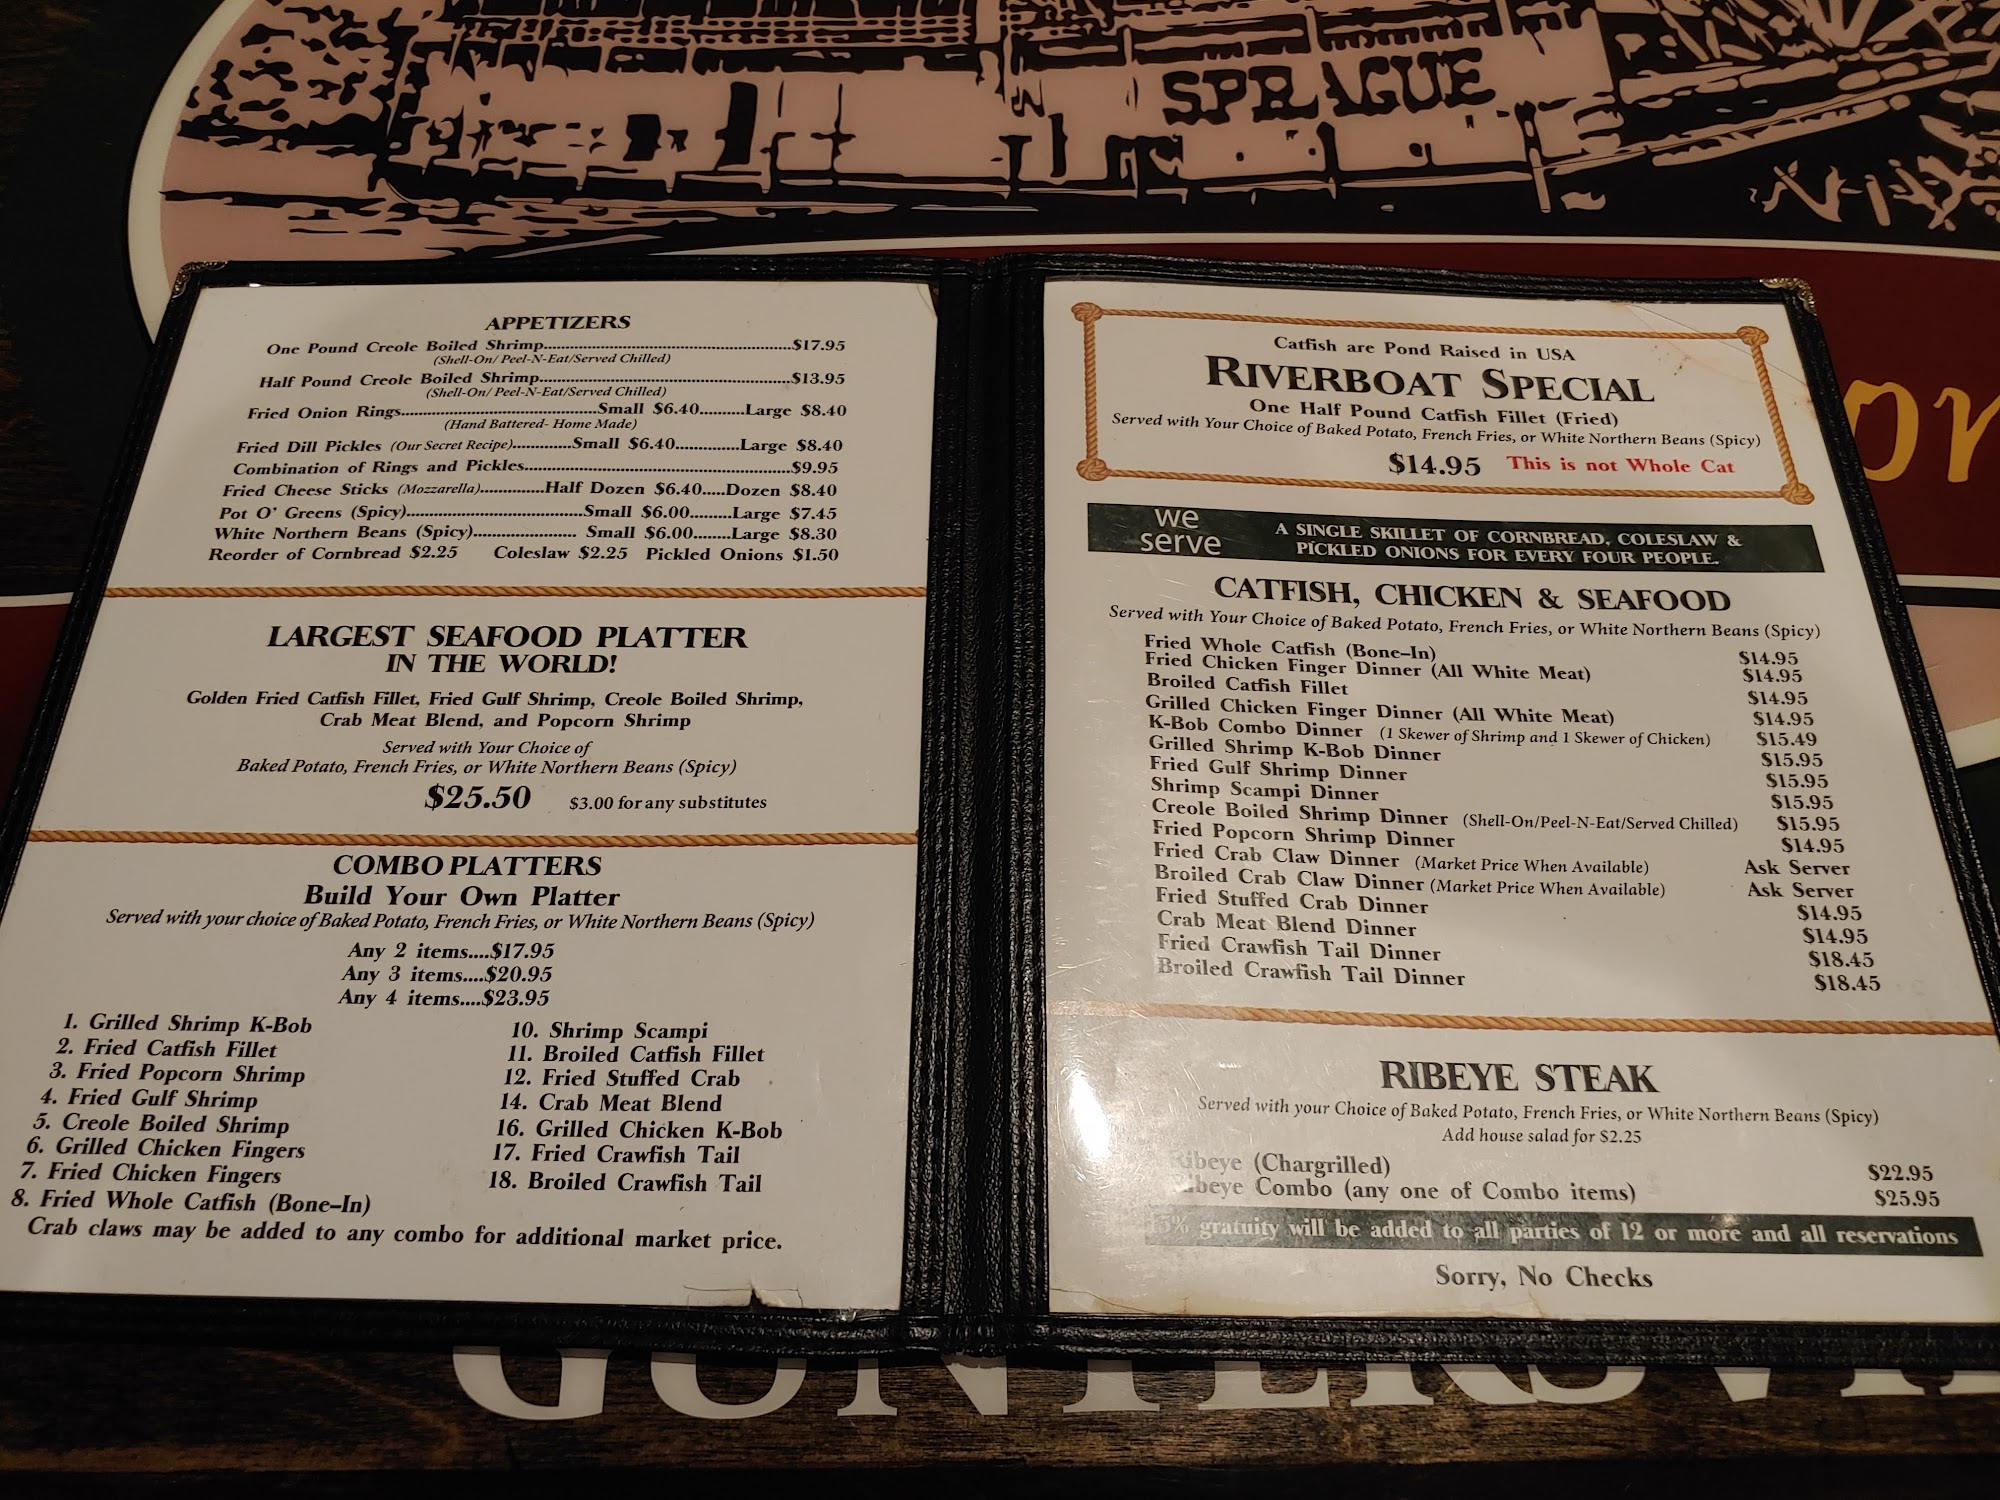 SPRAGUE
APPETIZERS
One Pound Creole Boiled Shrimp..........$17.95
(Shell-On/ Peel-N-Eat/Served Chilled)
Half Pound Creole Boiled Shrimp..........$13.95
(Shell-On/ Peel-N-Eat/Served Chilled)
Fried Onion Rings..........Small $6.40..........Large $8.40
(Hand Battered- Home Made)
Fried Dill Pickles (Our Secret Recipe)..........Small $6.40..........Large $8.40
Combination of Rings and Pickles..........$9.95
Fried Cheese Sticks (Mozzarella)..........Half Dozen $6.40.....Dozen $8.40
Pot O' Greens (Spicy)..........Small $6.00.........Large $7.45
White Northern Beans (Spicy).......... Small $6.00........Large $8.30
Reorder of Cornbread $2.25 Coleslaw $2.25 Pickled Onions $1.50
LARGEST SEAFOOD PLATTER
IN THE WORLD!
Golden Fried Catfish Fillet, Fried Gulf Shrimp, Creole Boiled Shrimp,
Crab Meat Blend, and Popcorn Shrimp
Served with Your Choice of
Baked Potato, French Fries, or White Northern Beans (Spicy)
$25.50 $3.00 for any substitutes
COMBO PLATTERS
Build Your Own Platter
Served with your choice of Baked Potato, French Fries, or White Northern Beans (Spicy)
Any 2 items....$17.95
Any 3 items....$20.95
Any 4 items....$23.95
1. Grilled Shrimp K-Bob
2. Fried Catfish Fillet
3. Fried Popcorn Shrimp
4. Fried Gulf Shrimp
5. Creole Boiled Shrimp
6. Grilled Chicken Fingers
7. Fried Chicken Fingers
8. Fried Whole Catfish (Bone-In)
10. Shrimp Scampi
11. Broiled Catfish Fillet
12. Fried Stuffed Crab
14. Crab Meat Blend
16. Grilled Chicken K-Bob
17. Fried Crawfish Tail
18. Broiled Crawfish Tail
Crab claws may be added to any combo for additional market price.
Catfish are Pond Raised in USA
RIVERBOAT SPECIAL
One Half Pound Catfish Fillet (Fried)
Served with Your Choice of Baked Potato, French Fries, or White Northern Beans (Spicy)
$14.95 This is not Whole Cat
we serve A SINGLE SKILLET OF CORNBREAD, COLESLAW &
PICKLED ONIONS FOR EVERY FOUR PEOPLE.
CATFISH, CHICKEN & SEAFOOD
Served with Your Choice of Baked Potato, French Fries, or White Northern Beans (Spicy)
Fried Whole Catfish (Bone-In) $14.95
Fried Chicken Finger Dinner (All White Meat) $14.95
Broiled Catfish Fillet $14.95
Grilled Chicken Finger Dinner (All White Meat) $14.95
K-Bob Combo Dinner (1 Skewer of Shrimp and 1 Skewer of Chicken) $15.49
Grilled Shrimp K-Bob Dinner $15.95
Fried Gulf Shrimp Dinner $15.95
Shrimp Scampi Dinner $15.95
Creole Boiled Shrimp Dinner (Shell-On/Peel-N-Eat/Served Chilled) $15.95
Fried Popcorn Shrimp Dinner $14.95
Fried Crab Claw Dinner (Market Price When Available) Ask Server
Broiled Crab Claw Dinner (Market Price When Available) Ask Server
Fried Stuffed Crab Dinner $14.95
Crab Meat Blend Dinner $14.95
Fried Crawfish Tail Dinner $18.45
Broiled Crawfish Tail Dinner $18.45
RIBEYE STEAK
Served with your Choice of Baked Potato, French Fries, or White Northern Beans (Spicy)
Add house salad for $2.25
Ribeye (Chargrilled) $22.95
Ribeye Combo (any one of Combo items) $25.95
15% gratuity will be added to all parties of 12 or more and all reservations
Sorry, No Checks